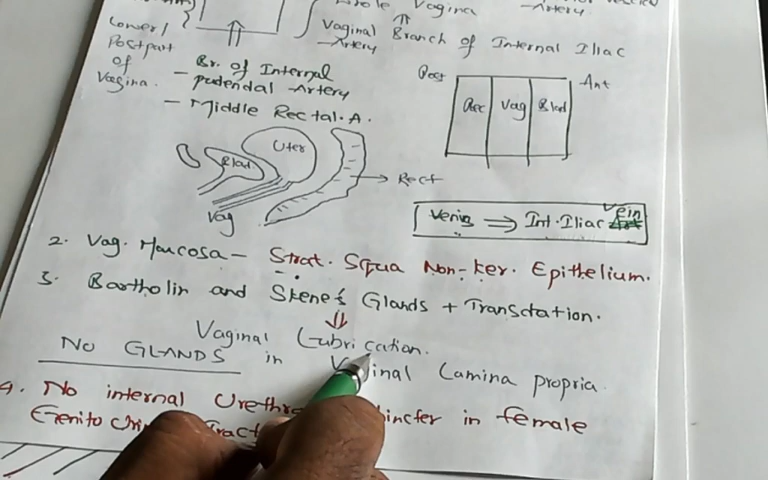 Vagina
Artery
Vaginal Branch of Internal Iliac
Artery
Lower/
Postpart
of
Vagina.
- Br. of Internal
pudendal Artery
- Middle Rectal. A.
Post
Ant
Rec Vag Blad
Uter
Blad
Rect
Vag
Veins ⇒ Int. Iliac Vein
2. Vag. Mucosa - Strat. Squa Non-ker. Epithelium.
3. Bartholin and Skene's Glands + Transudation.
⇓
Vaginal Lubrication.
NO GLANDS in Vaginal Lamina propria.
4. No internal in female
Genito